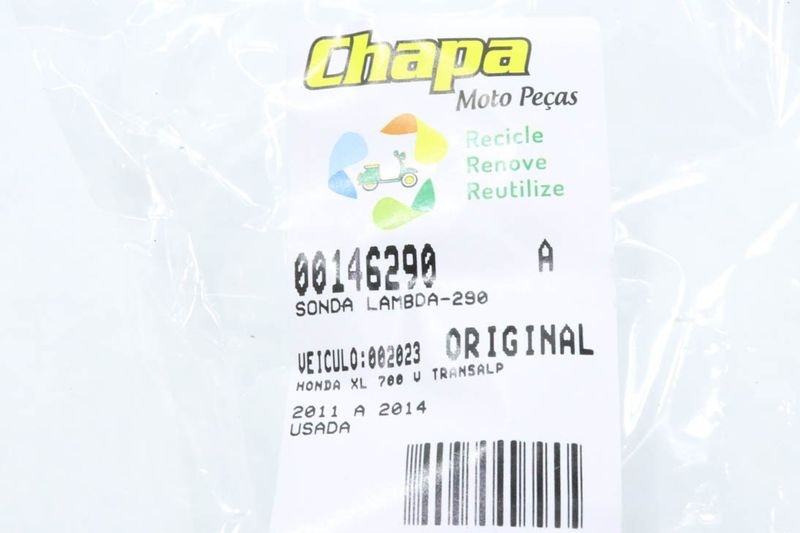 Chapa
Moto Peças
Recicle
Renove
Reutilize
00146290 A
SONDA LAMBDA-290
VEICULO:002023 ORIGINAL
HONDA XL 700 V TRANSALP
2011 A 2014
USADA